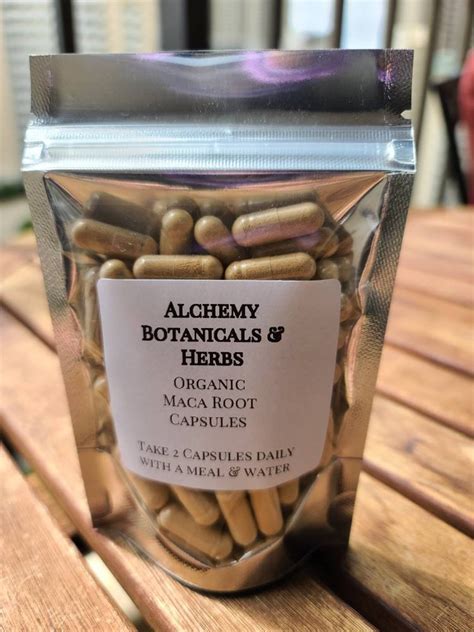 Alchemy
Botanicals &
Herbs
Organic
Maca Root
Capsules
Take 2 Capsules daily
with a meal & water